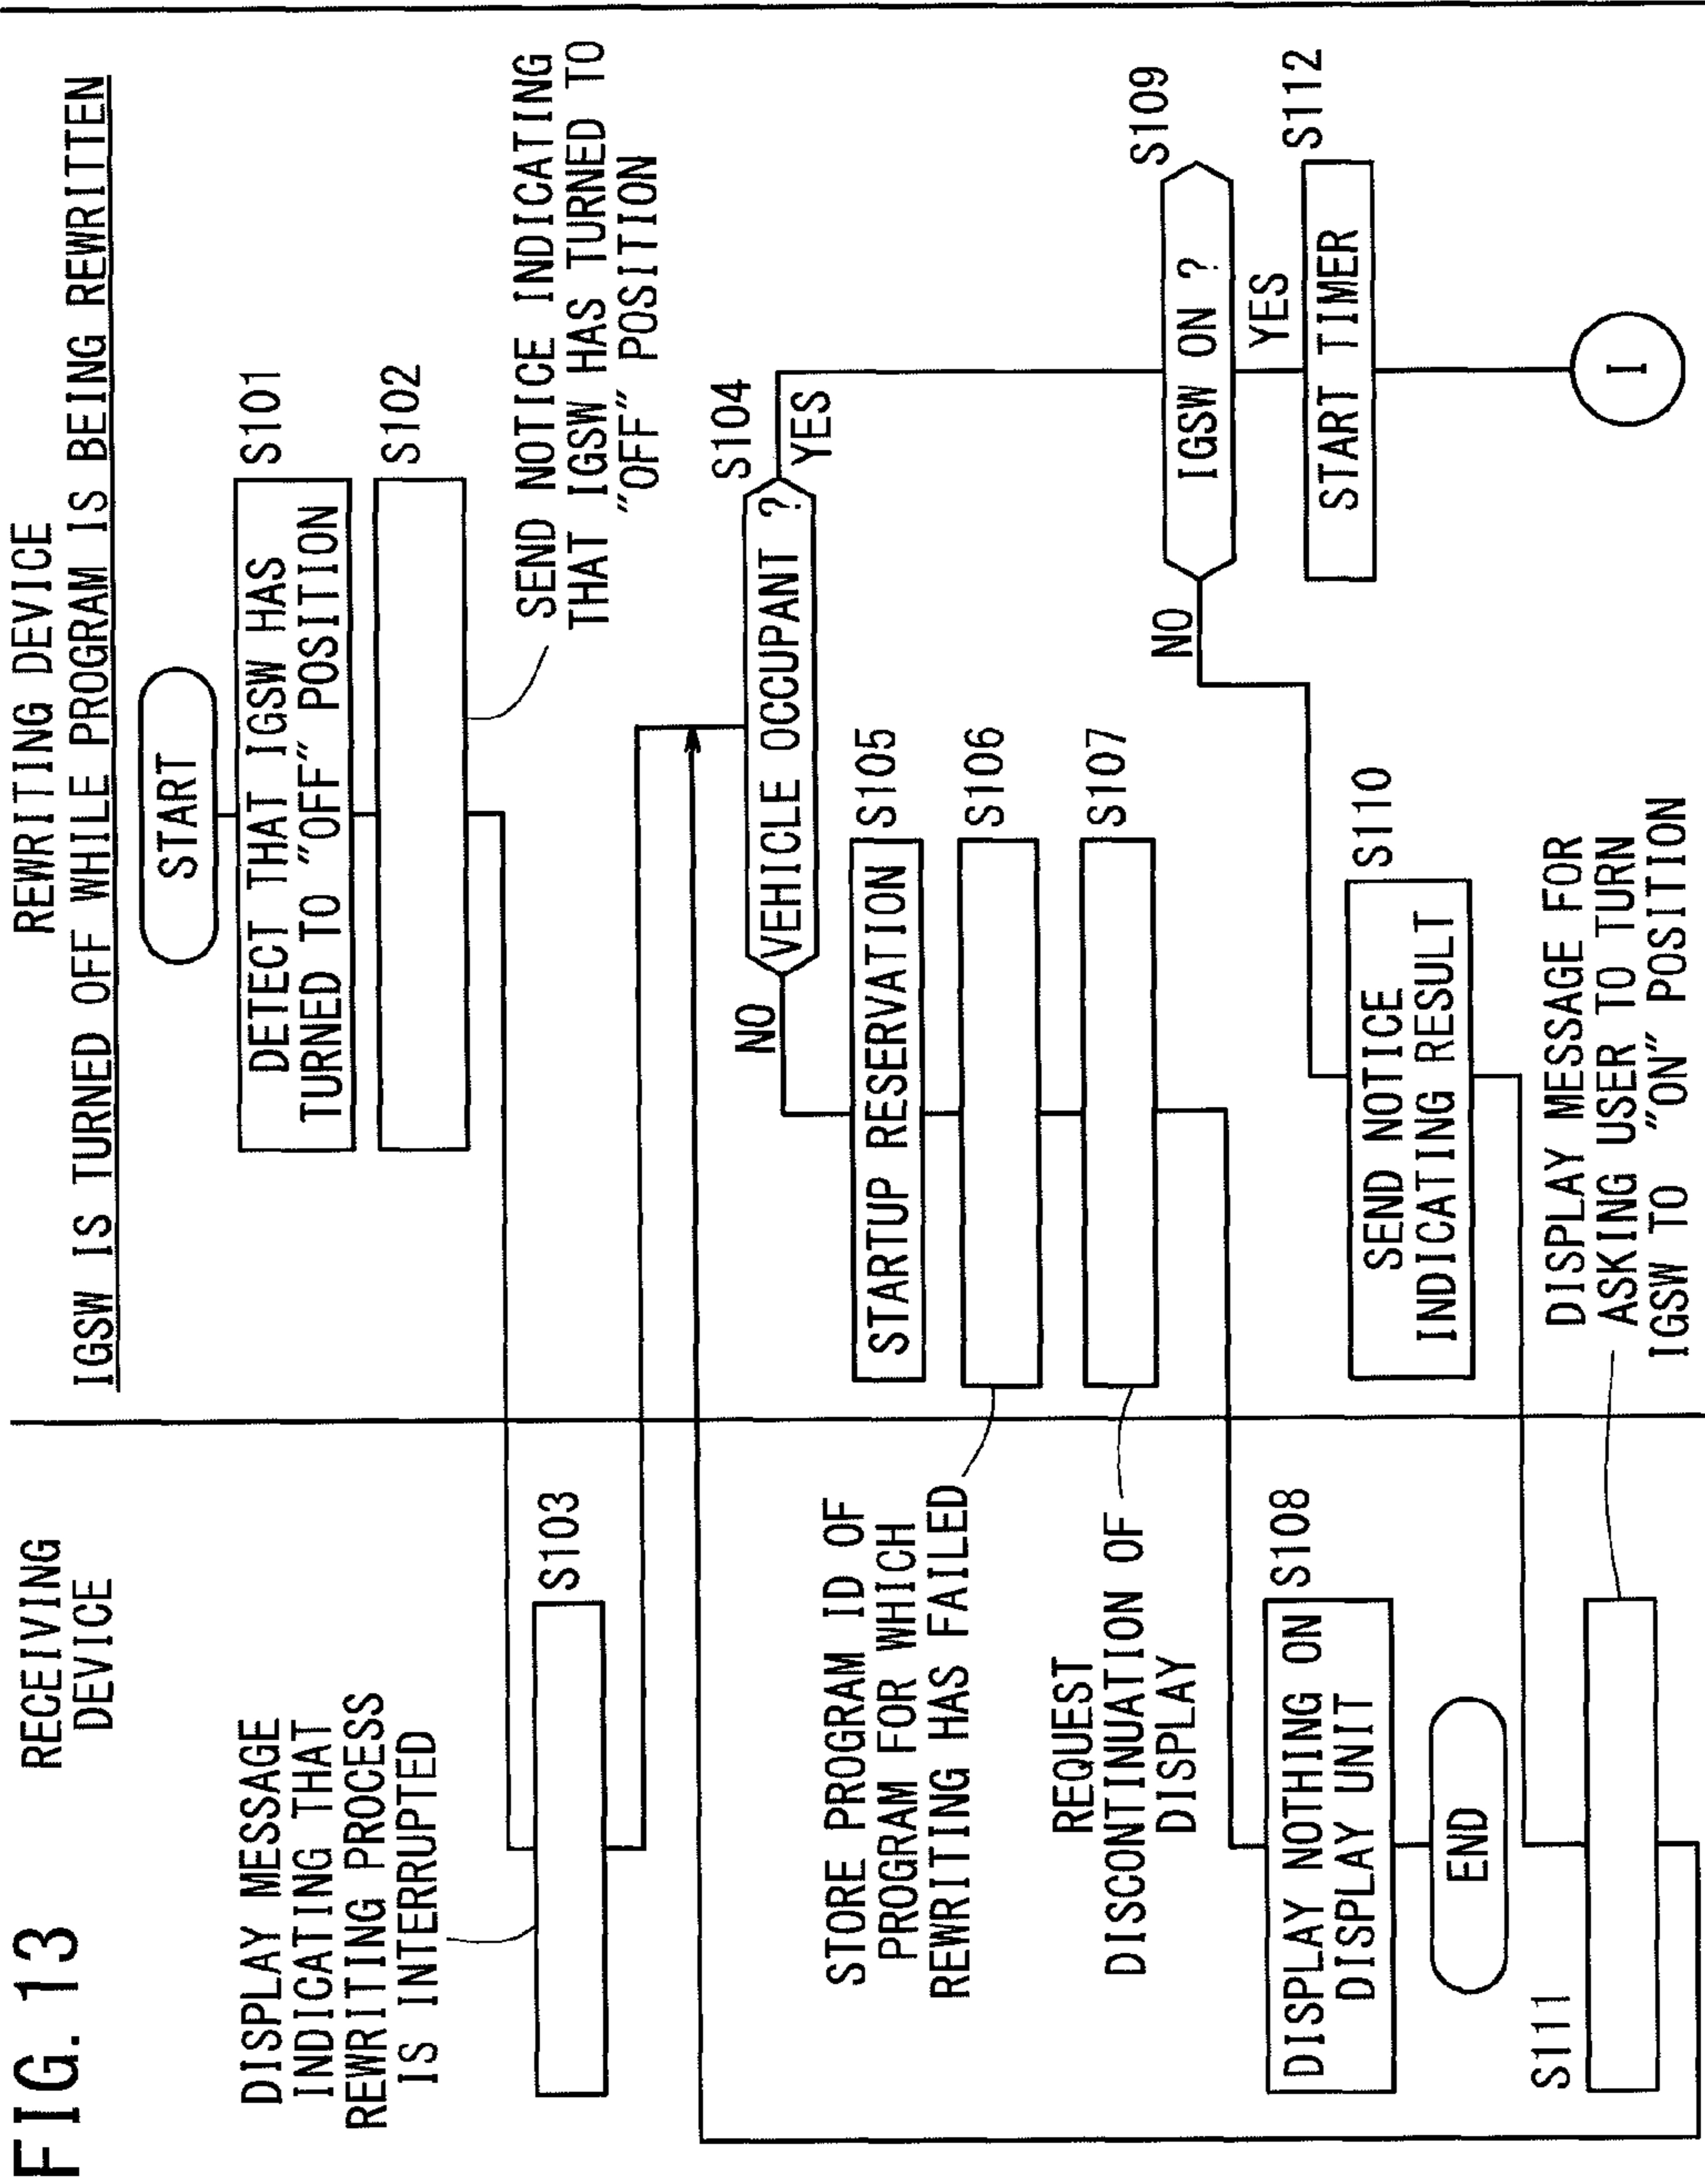 FIG. 13
RECEIVING
DEVICE
REWRITING DEVICE
IGSW IS TURNED OFF WHILE PROGRAM IS BEING REWRITTEN
START
DETECT THAT IGSW HAS
TURNED TO "OFF" POSITION
S101
S102
SEND NOTICE INDICATING
THAT IGSW HAS TURNED TO
"OFF" POSITION
DISPLAY MESSAGE
INDICATING THAT
REWRITING PROCESS
IS INTERRUPTED
S103
VEHICLE OCCUPANT ?
S104
NO
YES
STARTUP RESERVATION
S105
S106
STORE PROGRAM ID OF
PROGRAM FOR WHICH
REWRITING HAS FAILED
S107
REQUEST
DISCONTINUATION OF
DISPLAY
DISPLAY NOTHING ON
DISPLAY UNIT
S108
END
IGSW ON ?
S109
NO
YES
SEND NOTICE
INDICATING RESULT
S110
S111
DISPLAY MESSAGE FOR
ASKING USER TO TURN
IGSW TO "ON" POSITION
START TIMER
S112
I